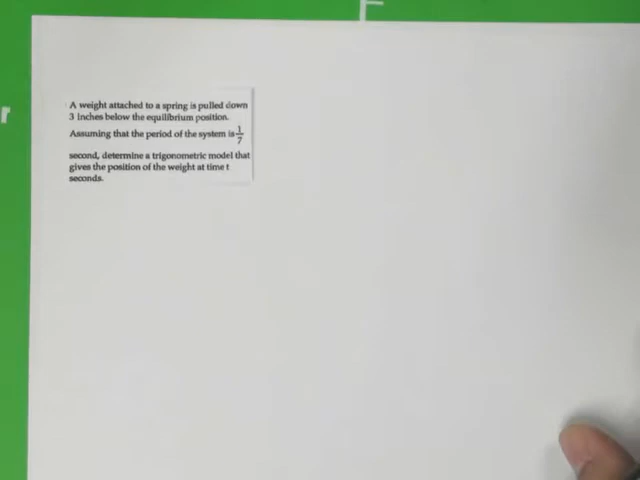 A weight attached to a spring is pulled down
3 inches below the equilibrium position.
Assuming that the period of the system is 1/7
second, determine a trigonometric model that
gives the position of the weight at time t
seconds.